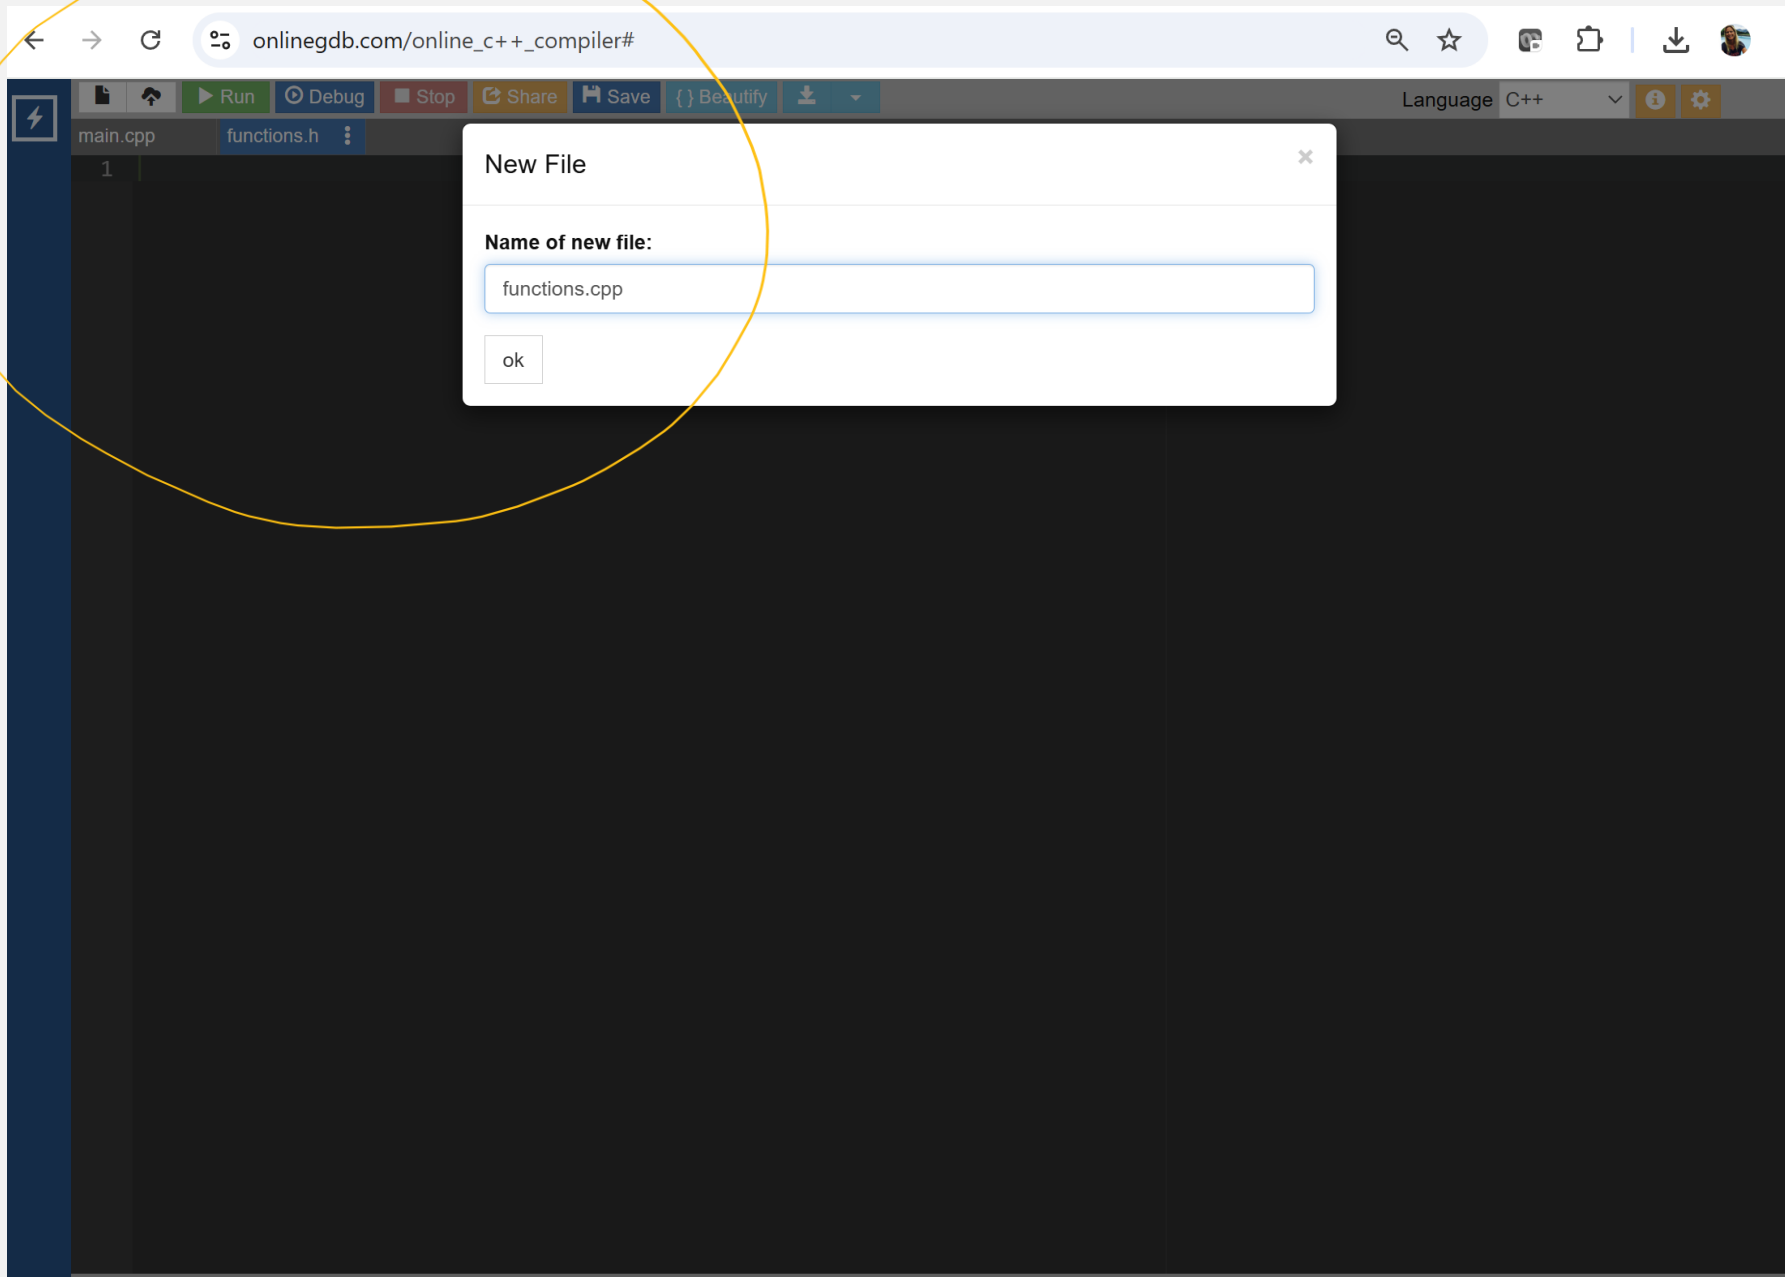 onlinegdb.com/online_c++_compiler#
Run Debug Stop Share Save { } Beautify Language C++
main.cpp functions.h
1
New File
×
Name of new file:
functions.cpp
ok